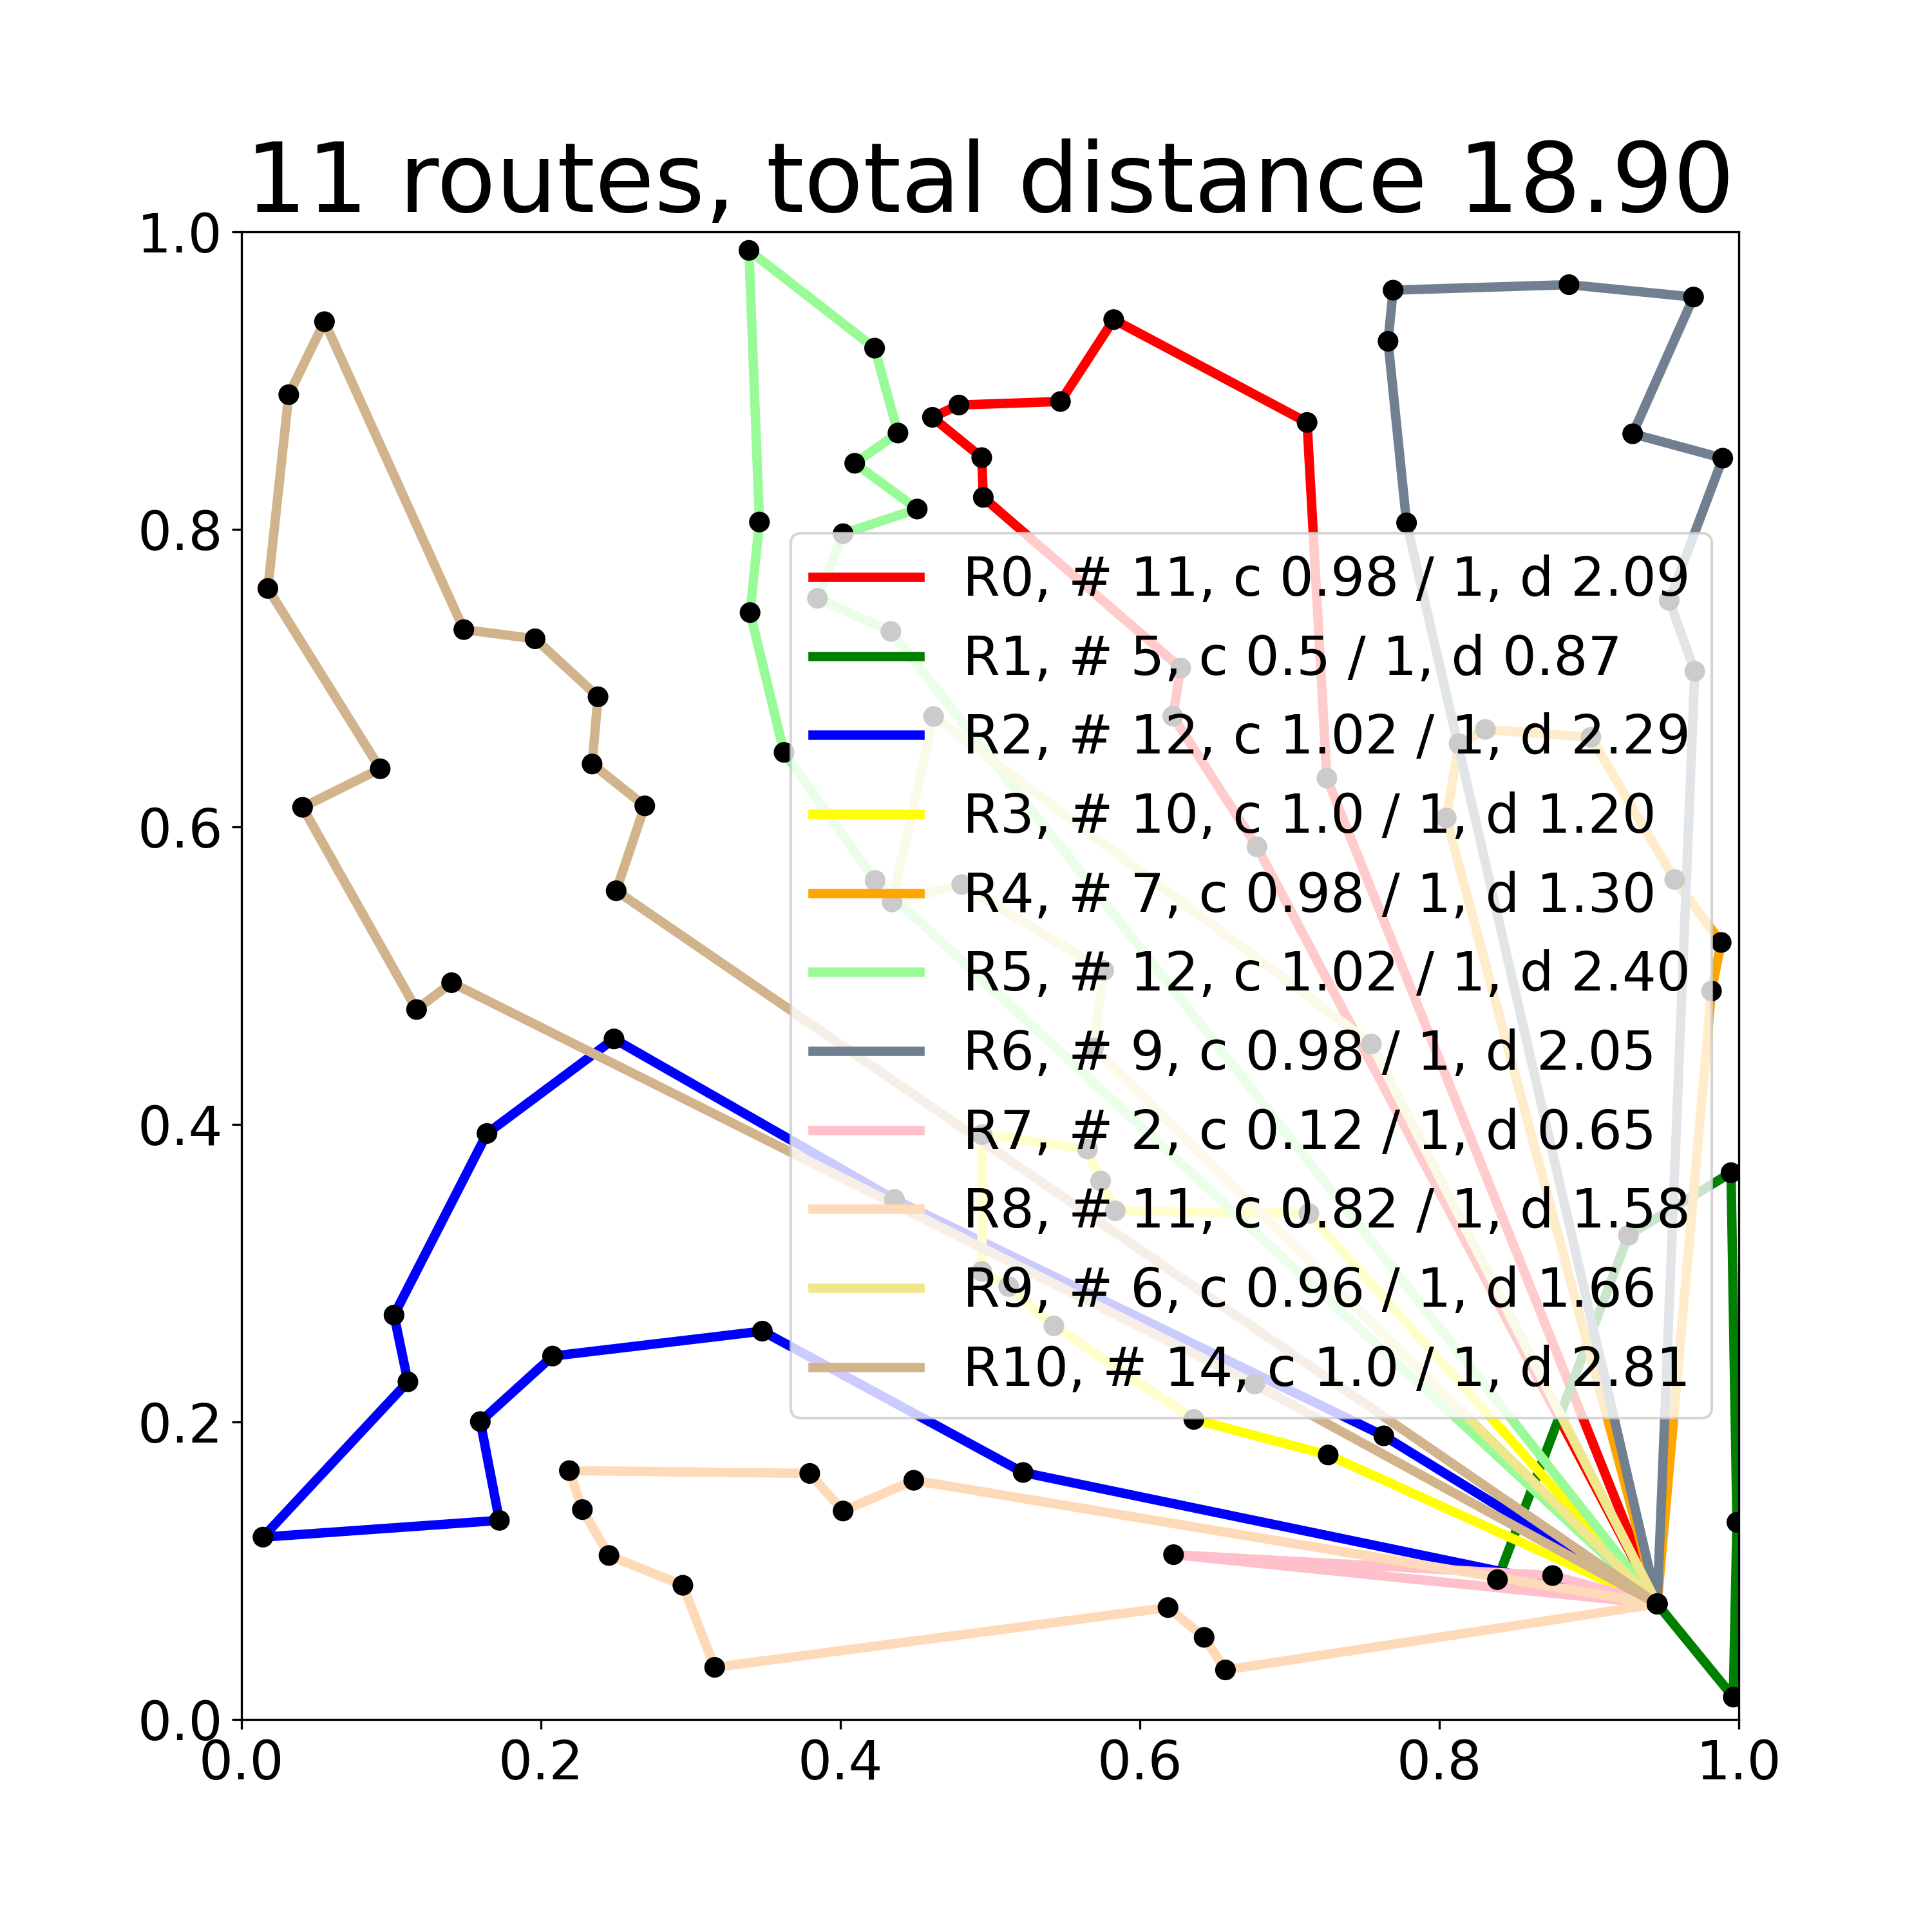 11 routes, total distance 18.90
1.0
0.8
0.6
0.4
0.2
0.0
0.0 0.2 0.4 0.6 0.8 1.0
R0, # 11, c 0.98 / 1, d 2.09
R1, # 5, c 0.5 / 1, d 0.87
R2, # 12, c 1.02 / 1, d 2.29
R3, # 10, c 1.0 / 1, d 1.20
R4, # 7, c 0.98 / 1, d 1.30
R5, # 12, c 1.02 / 1, d 2.40
R6, # 9, c 0.98 / 1, d 2.05
R7, # 2, c 0.12 / 1, d 0.65
R8, # 11, c 0.82 / 1, d 1.58
R9, # 6, c 0.96 / 1, d 1.66
R10, # 14, c 1.0 / 1, d 2.81